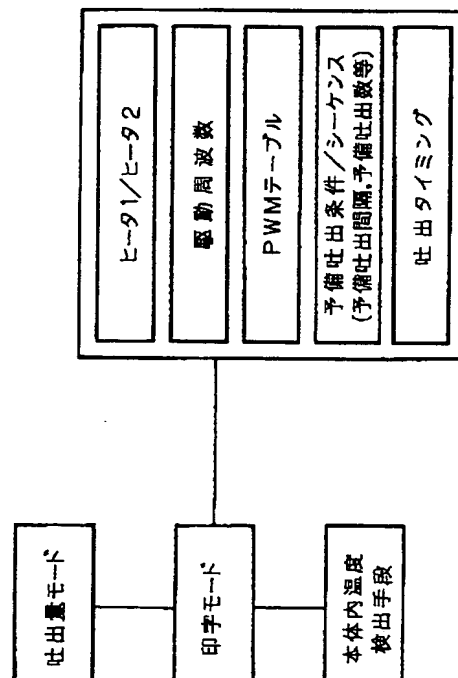 吐出量モード
印字モード
本体内温度
検出手段
ヒータ1/ヒータ2
駆動周波数
PWMテーブル
予備吐出条件/シーケンス
(予備吐出間隔,予備吐出数等)
吐出タイミング